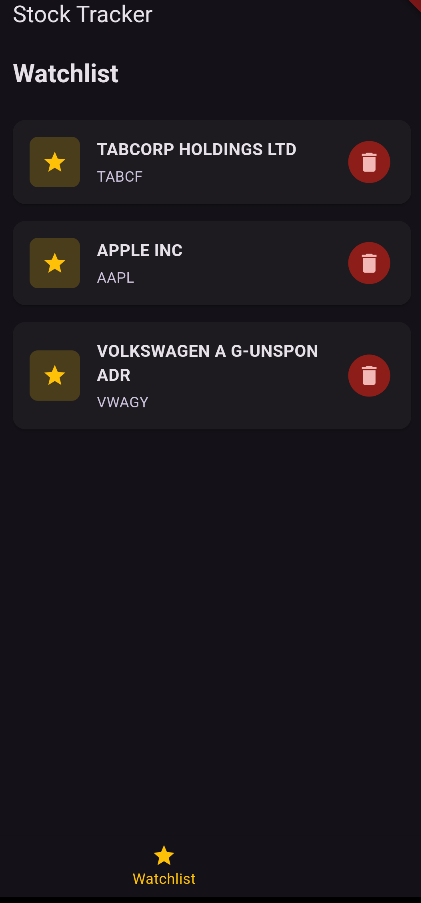 Stock Tracker
Watchlist
TABCORP HOLDINGS LTD
TABCF
APPLE INC
AAPL
VOLKSWAGEN A G-UNSPON
ADR
VWAGY
Watchlist